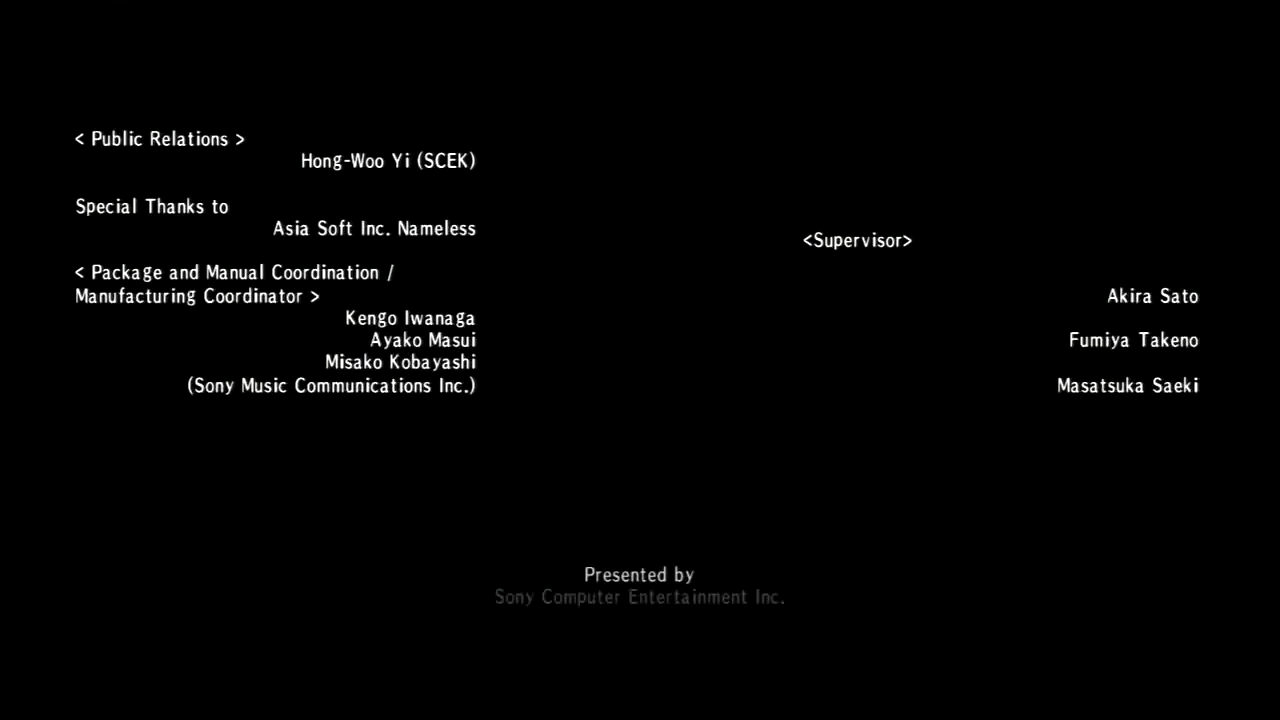 < Public Relations >
Hong-Woo Yi (SCEK)
Special Thanks to
Asia Soft Inc. Nameless
< Package and Manual Coordination /
Manufacturing Coordinator >
Kengo Iwanaga
Ayako Masui
Misako Kobayashi
(Sony Music Communications Inc.)
<Supervisor>
Akira Sato
Fumiya Takeno
Masatsuka Saeki
Presented by
Sony Computer Entertainment Inc.